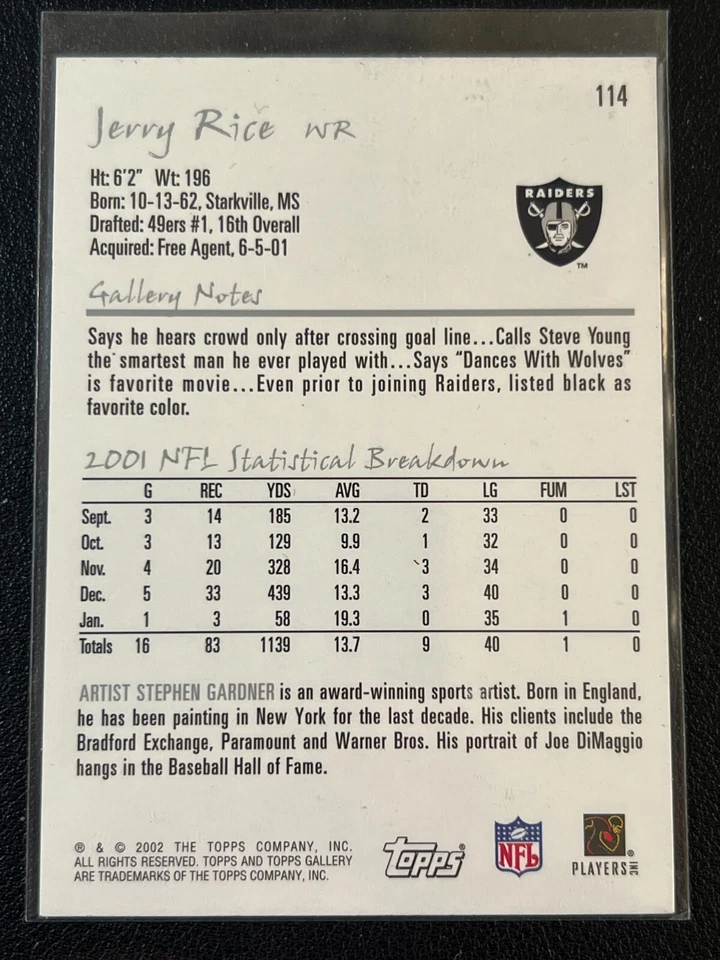 114
Jerry Rice WR
Ht: 6'2" Wt: 196
Born: 10-13-62, Starkville, MS
Drafted: 49ers #1, 16th Overall
Acquired: Free Agent, 6-5-01
RAIDERS
TM
Gallery Notes
Says he hears crowd only after crossing goal line...Calls Steve Young
the smartest man he ever played with...Says “Dances With Wolves”
is favorite movie...Even prior to joining Raiders, listed black as
favorite color.
2001 NFL Statistical Breakdown
G REC YDS AVG TD LG FUM LST
Sept. 3 14 185 13.2 2 33 0 0
Oct. 3 13 129 9.9 1 32 0 0
Nov. 4 20 328 16.4 3 34 0 0
Dec. 5 33 439 13.3 3 40 0 0
Jan. 1 3 58 19.3 0 35 1 0
Totals 16 83 1139 13.7 9 40 1 0
ARTIST STEPHEN GARDNER is an award-winning sports artist. Born in England,
he has been painting in New York for the last decade. His clients include the
Bradford Exchange, Paramount and Warner Bros. His portrait of Joe DiMaggio
hangs in the Baseball Hall of Fame.
® & © 2002 THE TOPPS COMPANY, INC.
ALL RIGHTS RESERVED. TOPPS AND TOPPS GALLERY
ARE TRADEMARKS OF THE TOPPS COMPANY, INC.
topps®
NFL
PLAYERS INC®